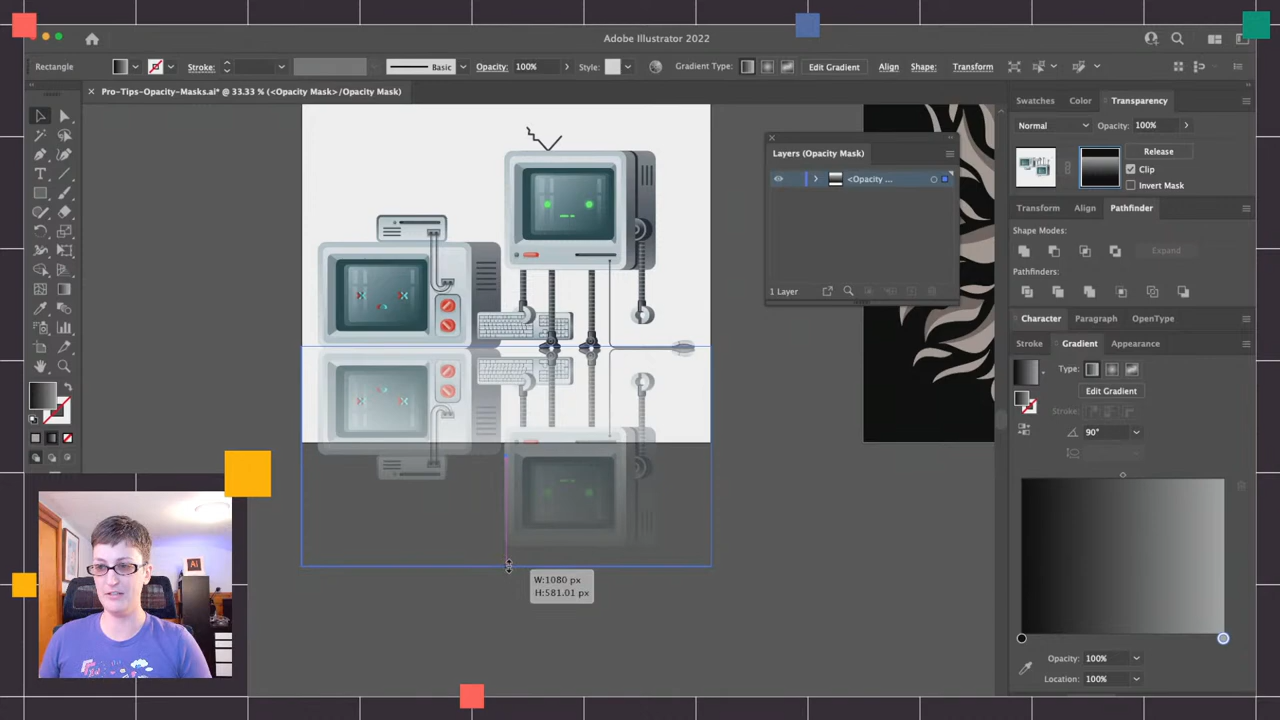 Adobe Illustrator 2022
Rectangle
Stroke:
Basic
Opacity: 100%
Style:
Gradient Type:
Edit Gradient
Align
Shape:
Transform
× Pro-Tips-Opacity-Masks.ai* @ 33.33 % (<Opacity Mask>/Opacity Mask)
Layers (Opacity Mask)
<Opacity ...
1 Layer
Swatches Color Transparency
Normal Opacity: 100%
Release
Clip
Invert Mask
Transform Align Pathfinder
Shape Modes:
Expand
Pathfinders:
Character Paragraph OpenType
Stroke Gradient Appearance
Type:
Edit Gradient
Stroke:
90°
Opacity: 100%
Location: 100%
W:1080 px
H:581.01 px
Ai